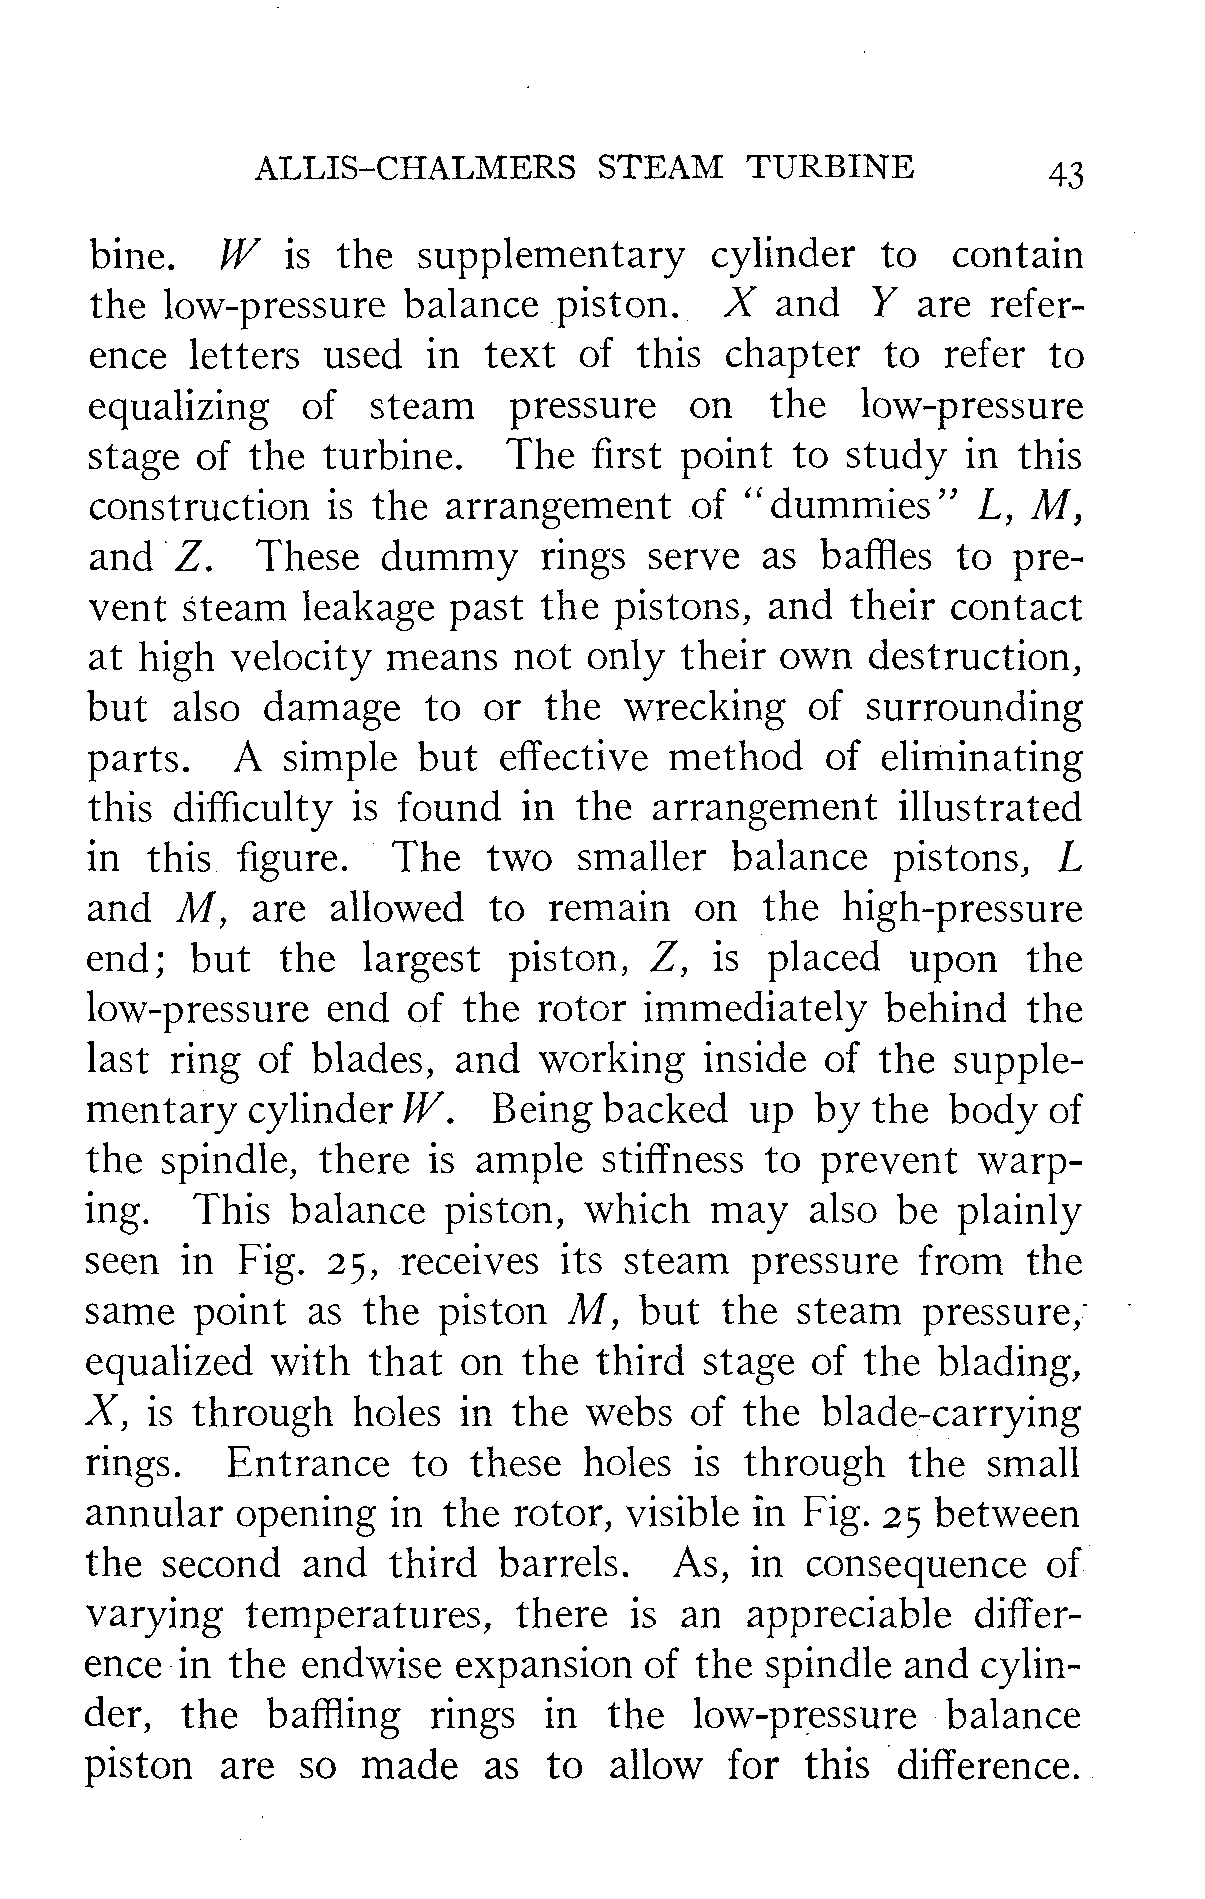 ALLIS–CHALMERS STEAM TURBINE 43
bine. W is the supplementary cylinder to contain
the low-pressure balance piston. X and Y are refer-
ence letters used in text of this chapter to refer to
equalizing of steam pressure on the low-pressure
stage of the turbine. The first point to study in this
construction is the arrangement of “dummies” L, M,
and Z. These dummy rings serve as baffles to pre-
vent steam leakage past the pistons, and their contact
at high velocity means not only their own destruction,
but also damage to or the wrecking of surrounding
parts. A simple but effective method of eliminating
this difficulty is found in the arrangement illustrated
in this figure. The two smaller balance pistons, L
and M, are allowed to remain on the high-pressure
end; but the largest piston, Z, is placed upon the
low-pressure end of the rotor immediately behind the
last ring of blades, and working inside of the supple-
mentary cylinder W. Being backed up by the body of
the spindle, there is ample stiffness to prevent warp-
ing. This balance piston, which may also be plainly
seen in Fig. 25, receives its steam pressure from the
same point as the piston M, but the steam pressure,
equalized with that on the third stage of the blading,
X, is through holes in the webs of the blade-carrying
rings. Entrance to these holes is through the small
annular opening in the rotor, visible in Fig. 25 between
the second and third barrels. As, in consequence of
varying temperatures, there is an appreciable differ-
ence in the endwise expansion of the spindle and cylin-
der, the baffling rings in the low-pressure balance
piston are so made as to allow for this difference.